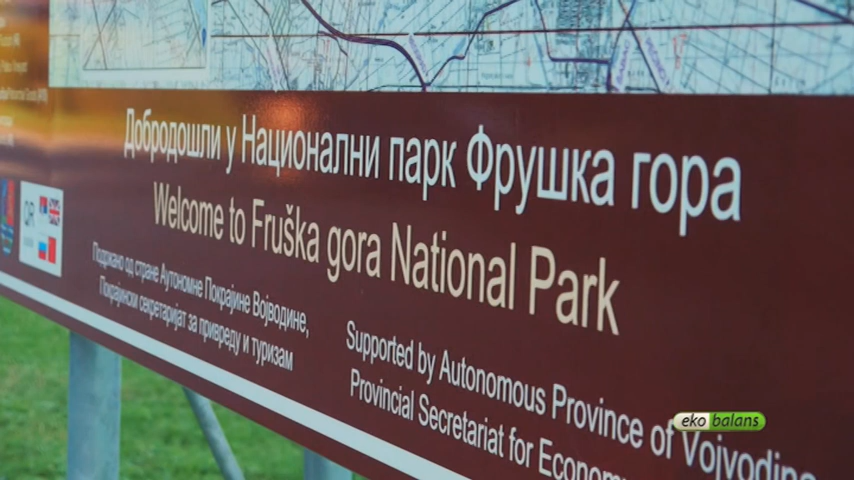 Добродошли у Национални парк Фрушка гора
Welcome to Fruška gora National Park
Подржано од стране Аутономне Покрајине Војводине,
Покрајински секретаријат за привреду и туризам
Supported by Autonomous Province of Vojvodina
Provincial Secretariat for Econom
QR
eko balans